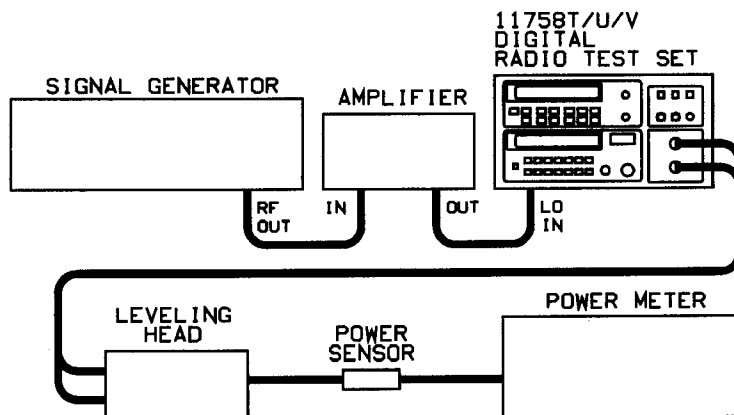 11758T/U/V
DIGITAL
RADIO TEST SET
SIGNAL GENERATOR
AMPLIFIER
RF
OUT
IN
OUT
LO
IN
LEVELING
HEAD
POWER
SENSOR
POWER METER